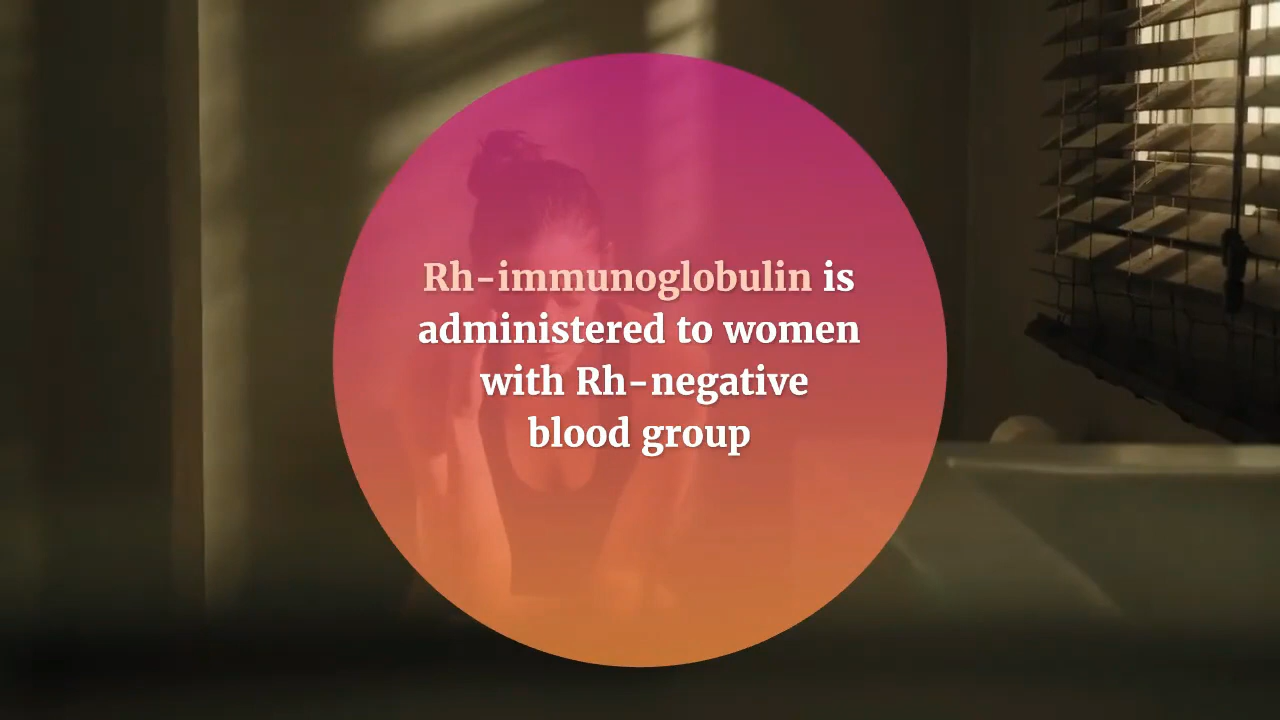 Rh-immunoglobulin is
administered to women
with Rh-negative
blood group